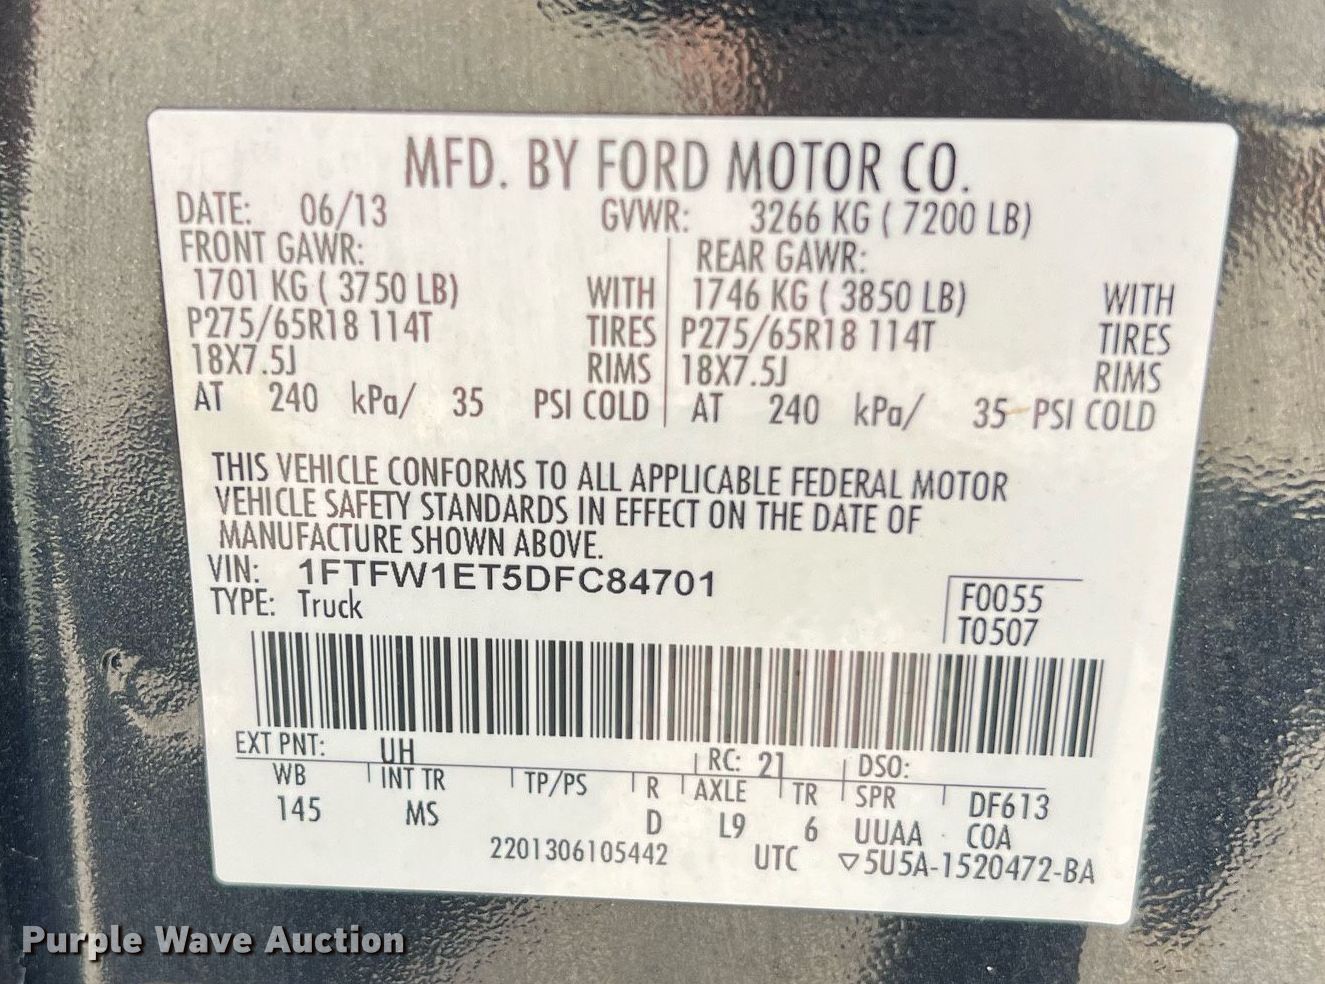 MFD. BY FORD MOTOR CO.
DATE: 06/13 GVWR: 3266 KG ( 7200 LB)
FRONT GAWR: REAR GAWR:
1701 KG ( 3750 LB) WITH 1746 KG ( 3850 LB) WITH
P275/65R18 114T TIRES P275/65R18 114T TIRES
18X7.5J RIMS 18X7.5J RIMS
AT 240 kPa/ 35 PSI COLD AT 240 kPa/ 35 PSI COLD
THIS VEHICLE CONFORMS TO ALL APPLICABLE FEDERAL MOTOR
VEHICLE SAFETY STANDARDS IN EFFECT ON THE DATE OF
MANUFACTURE SHOWN ABOVE.
VIN: 1FTFW1ET5DFC84701
TYPE: Truck
F0055
T0507
EXT PNT: UH RC: 21 DSO:
WB INT TR TP/PS R AXLE TR SPR DF613
145 MS D L9 6 UUAA COA
2201306105442 UTC ▽5U5A-1520472-BA
Purple Wave Auction